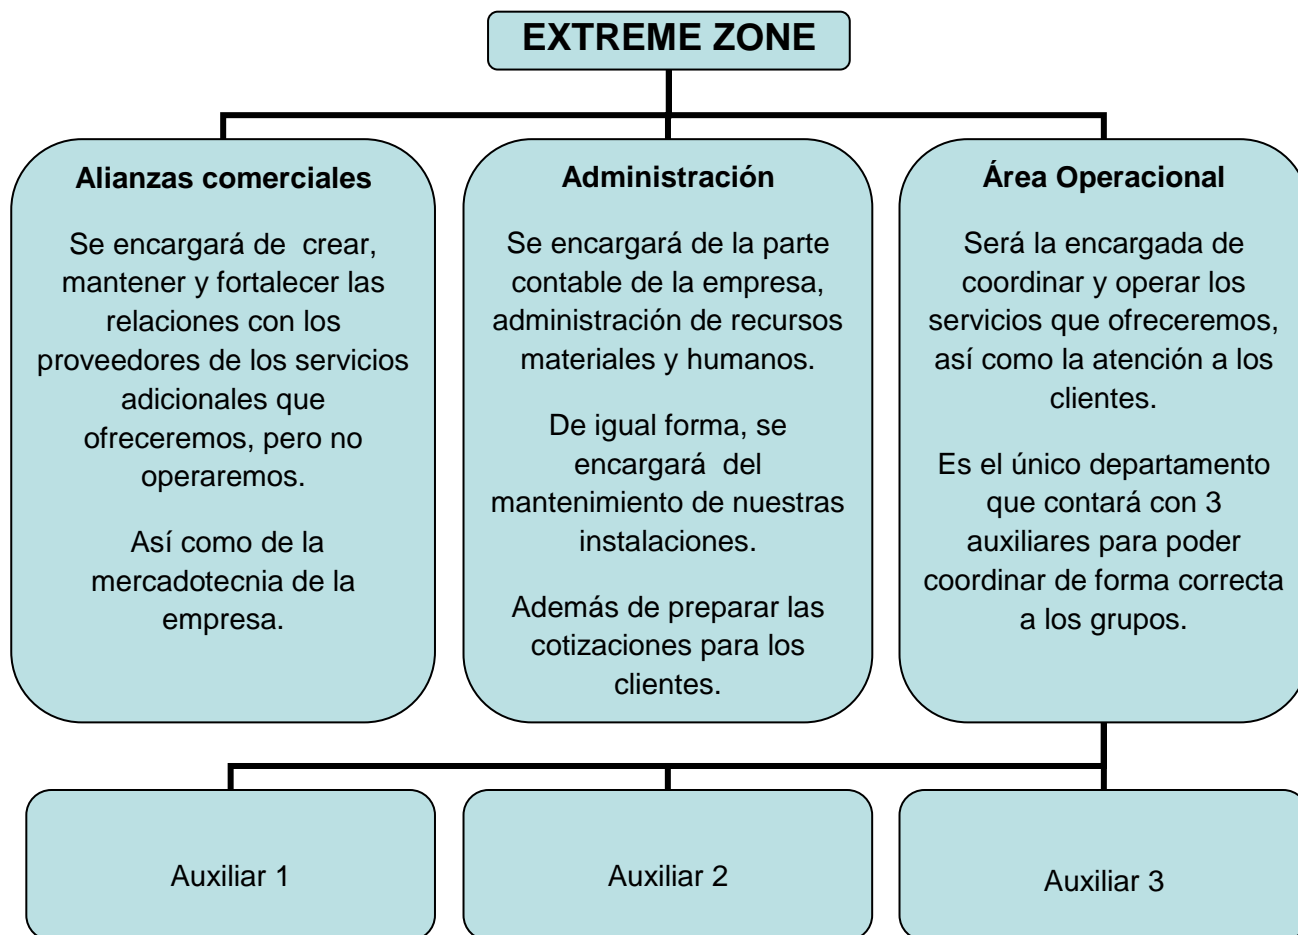 EXTREME ZONE
Alianzas comerciales
Se encargará de  crear,
mantener y fortalecer las
relaciones con los
proveedores de los servicios
adicionales que
ofreceremos, pero no
operaremos.
Así como de la
mercadotecnia de la
empresa.
Administración
Se encargará de la parte
contable de la empresa,
administración de recursos
materiales y humanos.
De igual forma, se
encargará  del
mantenimiento de nuestras
instalaciones.
Además de preparar las
cotizaciones para los
clientes.
Área Operacional
Será la encargada de
coordinar y operar los
servicios que ofreceremos,
así como la atención a los
clientes.
Es el único departamento
que contará con 3
auxiliares para poder
coordinar de forma correcta
a los grupos.
Auxiliar 1
Auxiliar 2
Auxiliar 3